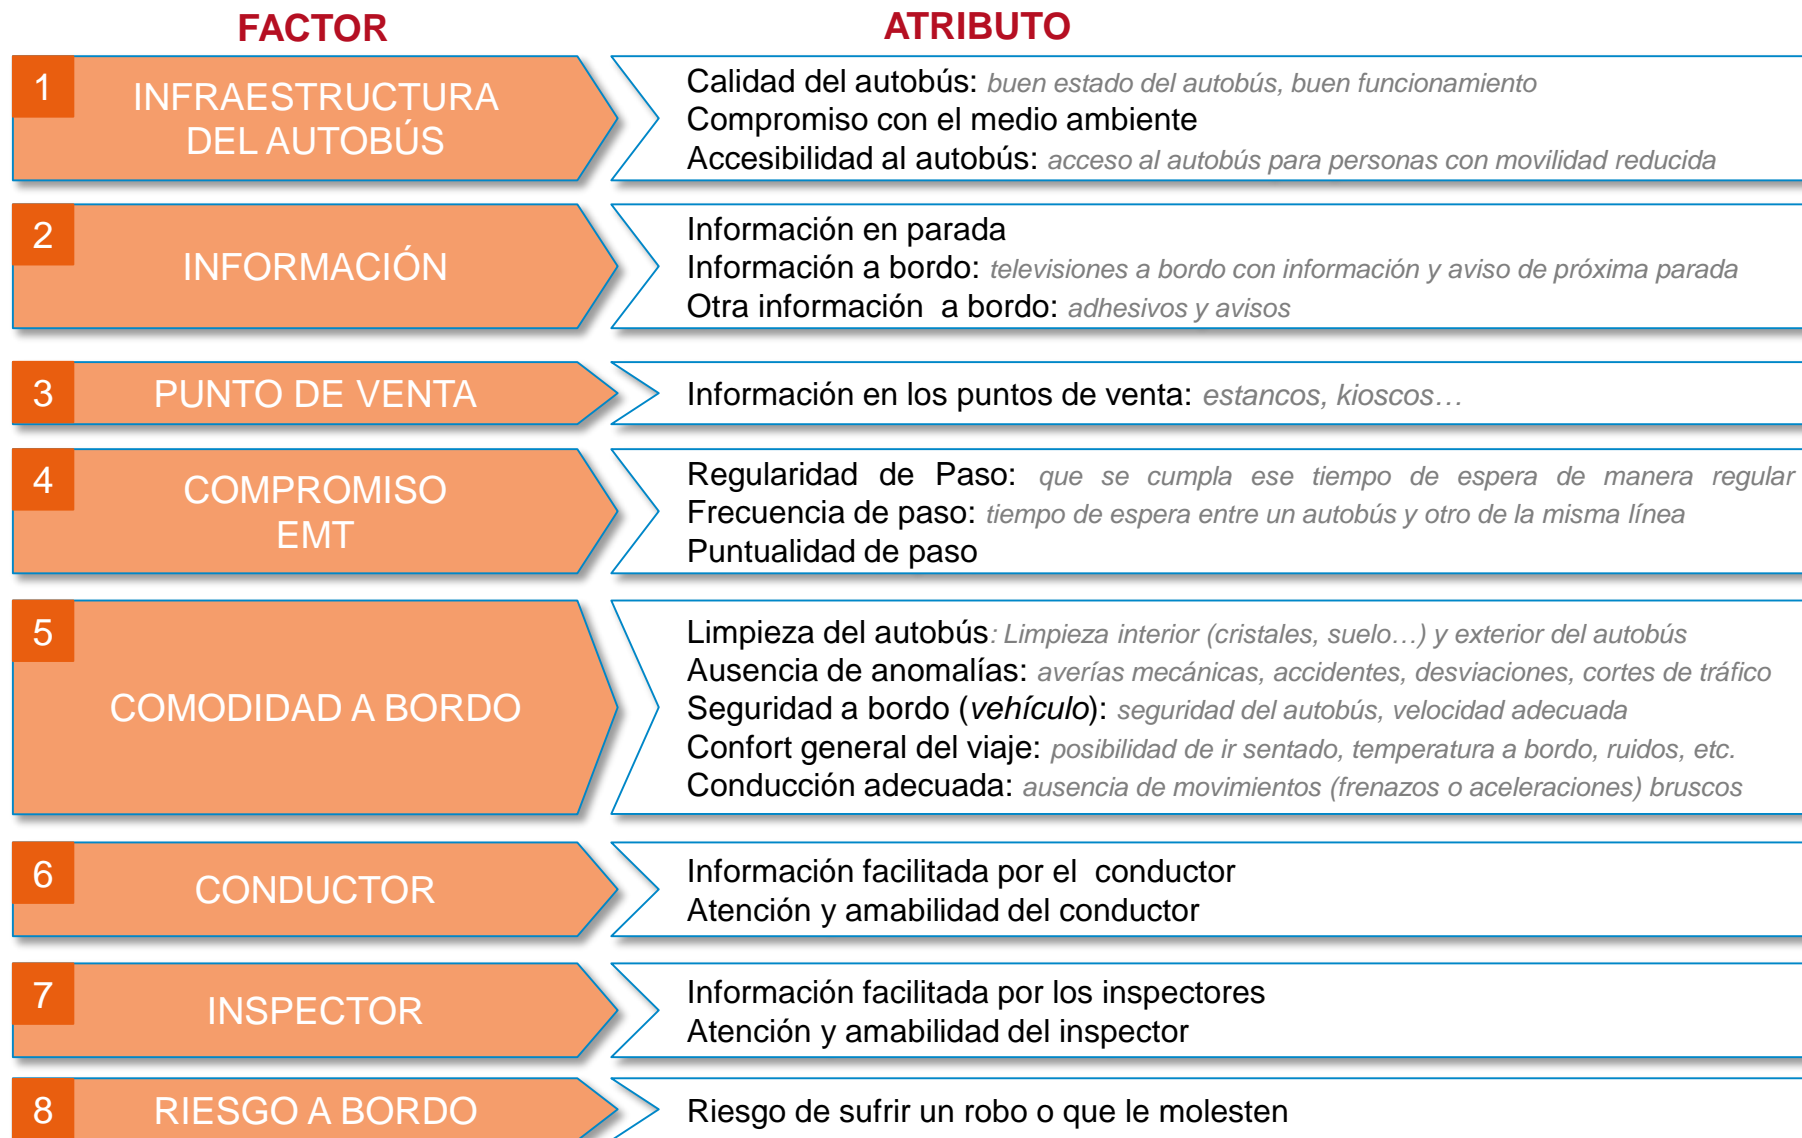 FACTOR
ATRIBUTO
1
INFRAESTRUCTURA
DEL AUTOBÚS
Calidad del autobús: buen estado del autobús, buen funcionamiento
Compromiso con el medio ambiente
Accesibilidad al autobús: acceso al autobús para personas con movilidad reducida
2
INFORMACIÓN
Información en parada
Información a bordo: televisiones a bordo con información y aviso de próxima parada
Otra información a bordo: adhesivos y avisos
3
PUNTO DE VENTA
Información en los puntos de venta: estancos, kioscos…
4
COMPROMISO
EMT
Regularidad de Paso: que se cumpla ese tiempo de espera de manera regular
Frecuencia de paso: tiempo de espera entre un autobús y otro de la misma línea
Puntualidad de paso
5
COMODIDAD A BORDO
Limpieza del autobús: Limpieza interior (cristales, suelo…) y exterior del autobús
Ausencia de anomalías: averías mecánicas, accidentes, desviaciones, cortes de tráfico
Seguridad a bordo (vehículo): seguridad del autobús, velocidad adecuada
Confort general del viaje: posibilidad de ir sentado, temperatura a bordo, ruidos, etc.
Conducción adecuada: ausencia de movimientos (frenazos o aceleraciones) bruscos
6
CONDUCTOR
Información facilitada por el conductor
Atención y amabilidad del conductor
7
INSPECTOR
Información facilitada por los inspectores
Atención y amabilidad del inspector
8
RIESGO A BORDO
Riesgo de sufrir un robo o que le molesten